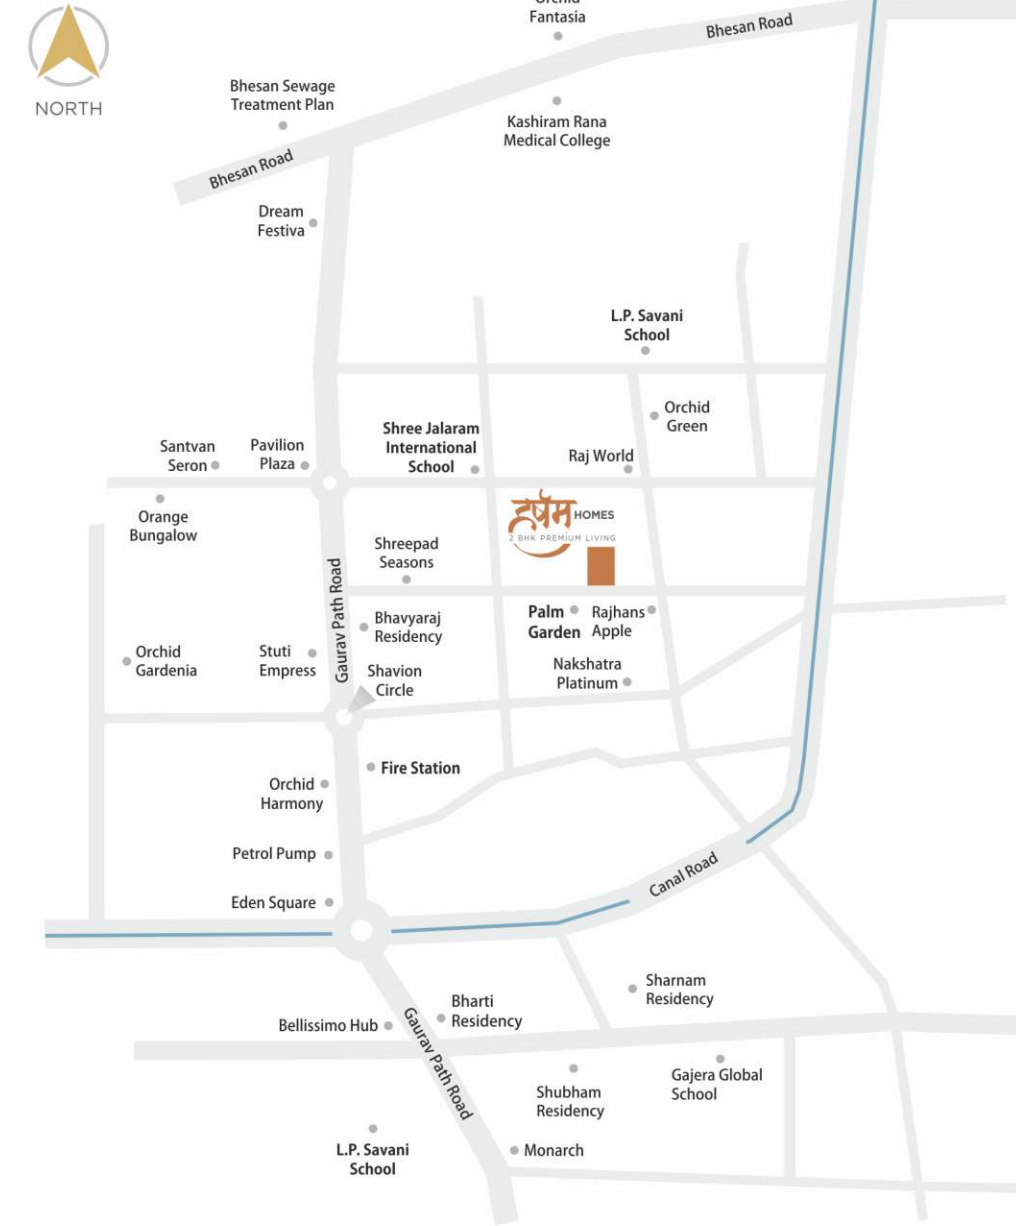 Orchid
Fantasia
Bhesan Road
NORTH
Bhesan Sewage
Treatment Plan
Kashiram Rana
Medical College
Bhesan Road
Dream
Festiva
L.P. Savani
School
Orchid
Green
Shree Jalaram
International
School
Santvan
Seron
Pavilion
Plaza
Raj World
Orange
Bungalow
हर्षम HOMES
2 BHK PREMIUM LIVING
Shreepad
Seasons
Gaurav Path Road
Bhavyaraj
Residency
Palm
Garden
Rajhans
Apple
Orchid
Gardenia
Stuti
Empress
Shavion
Circle
Nakshatra
Platinum
Fire Station
Orchid
Harmony
Petrol Pump
Canal Road
Eden Square
Sharnam
Residency
Bharti
Residency
Bellissimo Hub
Gaurav Path Road
Gajera Global
School
Shubham
Residency
L.P. Savani
School
Monarch